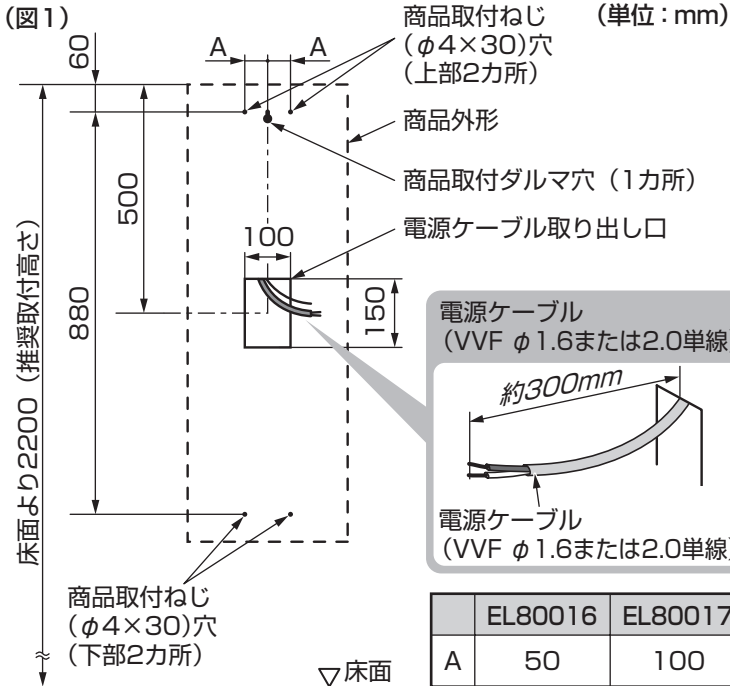 (図1)
(単位：mm)
商品取付ねじ
(φ4×30)穴
(上部2カ所)
A
A
60
商品外形
商品取付ダルマ穴（1カ所）
500
電源ケーブル取り出し口
100
150
880
床面より2200（推奨取付高さ）
電源ケーブル
(VVF φ1.6または2.0単線)
約300mm
電源ケーブル
(VVF φ1.6または2.0単線)
商品取付ねじ
(φ4×30)穴
(下部2カ所)
▽床面
EL80016 EL80017
A 50 100